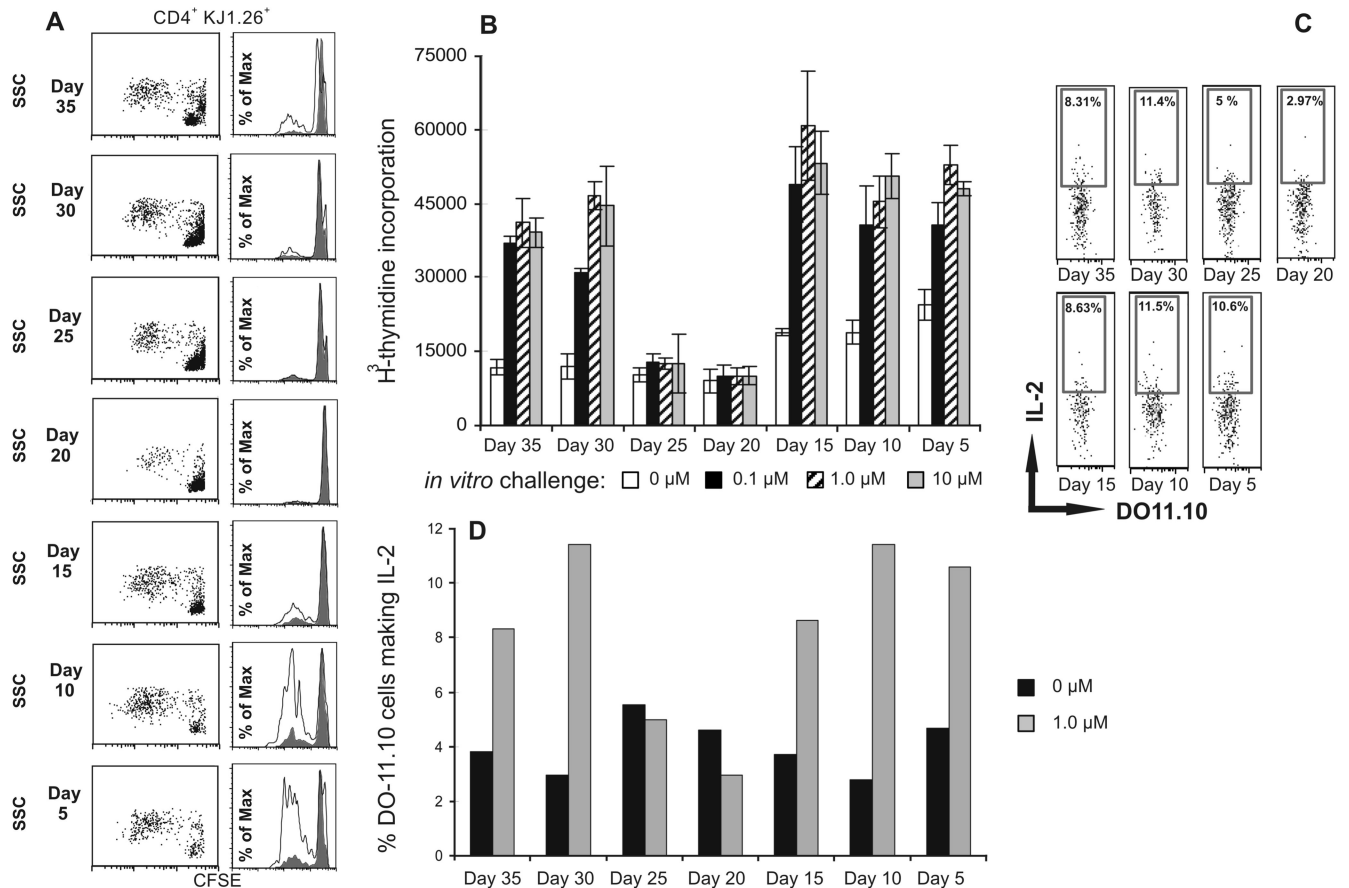 A
CD4+ KJ1.26+
SSC
Day
35
% of Max
SSC
Day
30
% of Max
SSC
Day
25
% of Max
SSC
Day
20
% of Max
SSC
Day
15
% of Max
SSC
Day
10
% of Max
SSC
Day
5
% of Max
CFSE
B
H3-thymidine incorporation
75000
60000
45000
30000
15000
0
Day 35 Day 30 Day 25 Day 20 Day 15 Day 10 Day 5
in vitro challenge: 0 µM 0.1 µM 1.0 µM 10 µM
C
8.31% 11.4% 5 % 2.97%
Day 35 Day 30 Day 25 Day 20
8.63% 11.5% 10.6%
Day 15 Day 10 Day 5
IL-2
DO11.10
D
% DO-11.10 cells making IL-2
12
10
8
6
4
2
0
Day 35 Day 30 Day 25 Day 20 Day 15 Day 10 Day 5
0 µM
1.0 µM